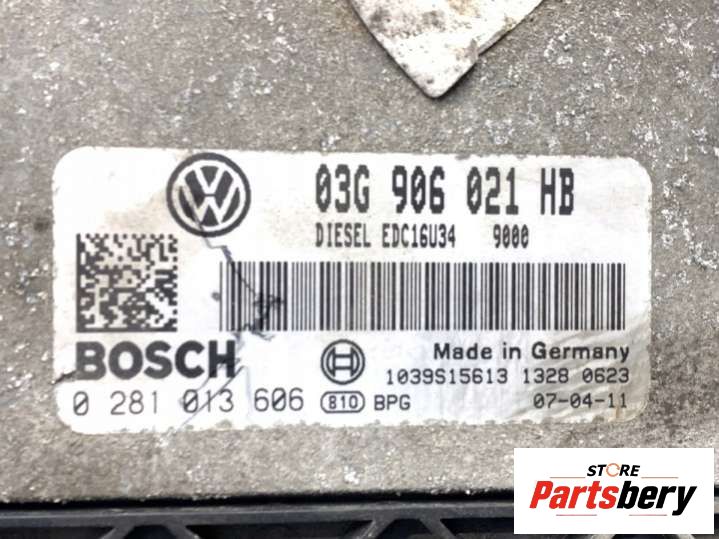 03G 906 021 HB
DIESEL EDC16U34 9000
BOSCH
Made in Germany
1039S15613 1328 0623
0 281 013 606 810 BPG 07-04-11
STORE
Partsbery